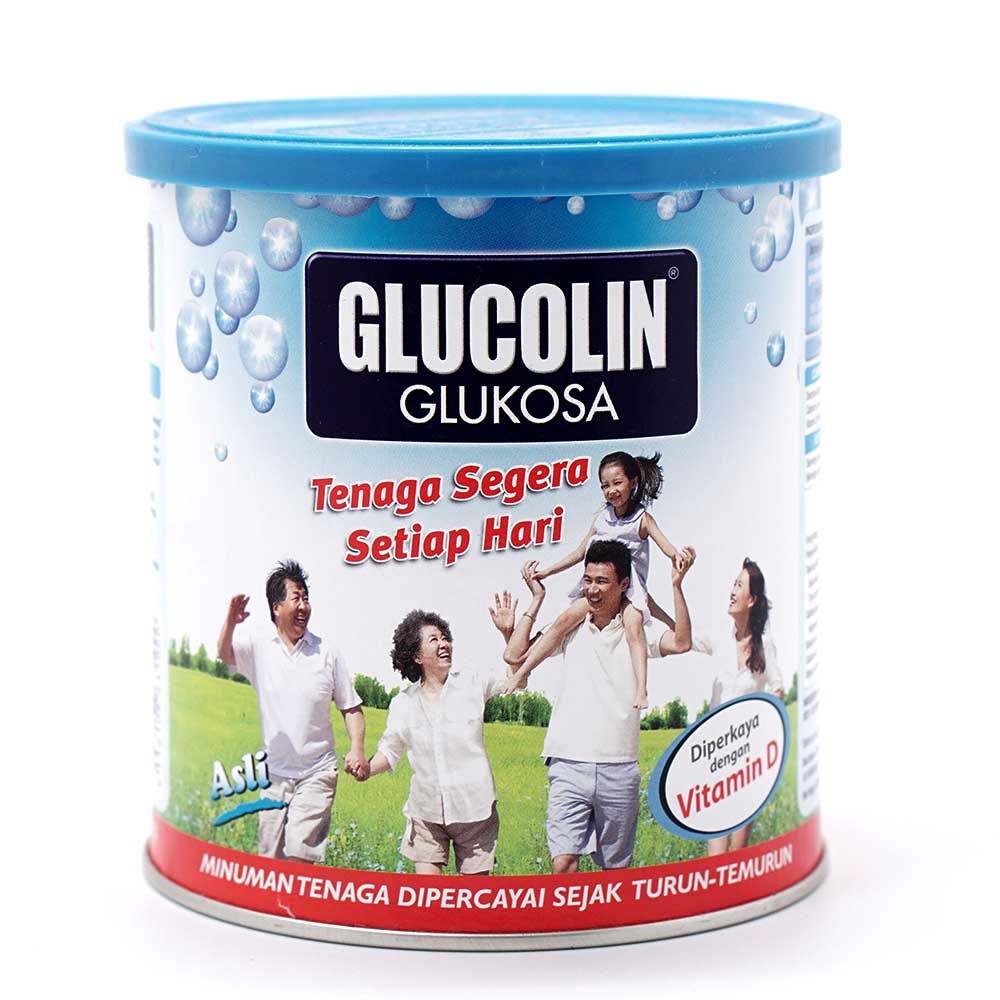 GLUCOLIN®
GLUKOSA
Tenaga Segera
Setiap Hari
Asli
Diperkaya
dengan
Vitamin D
MINUMAN TENAGA DIPERCAYAI SEJAK TURUN-TEMURUN